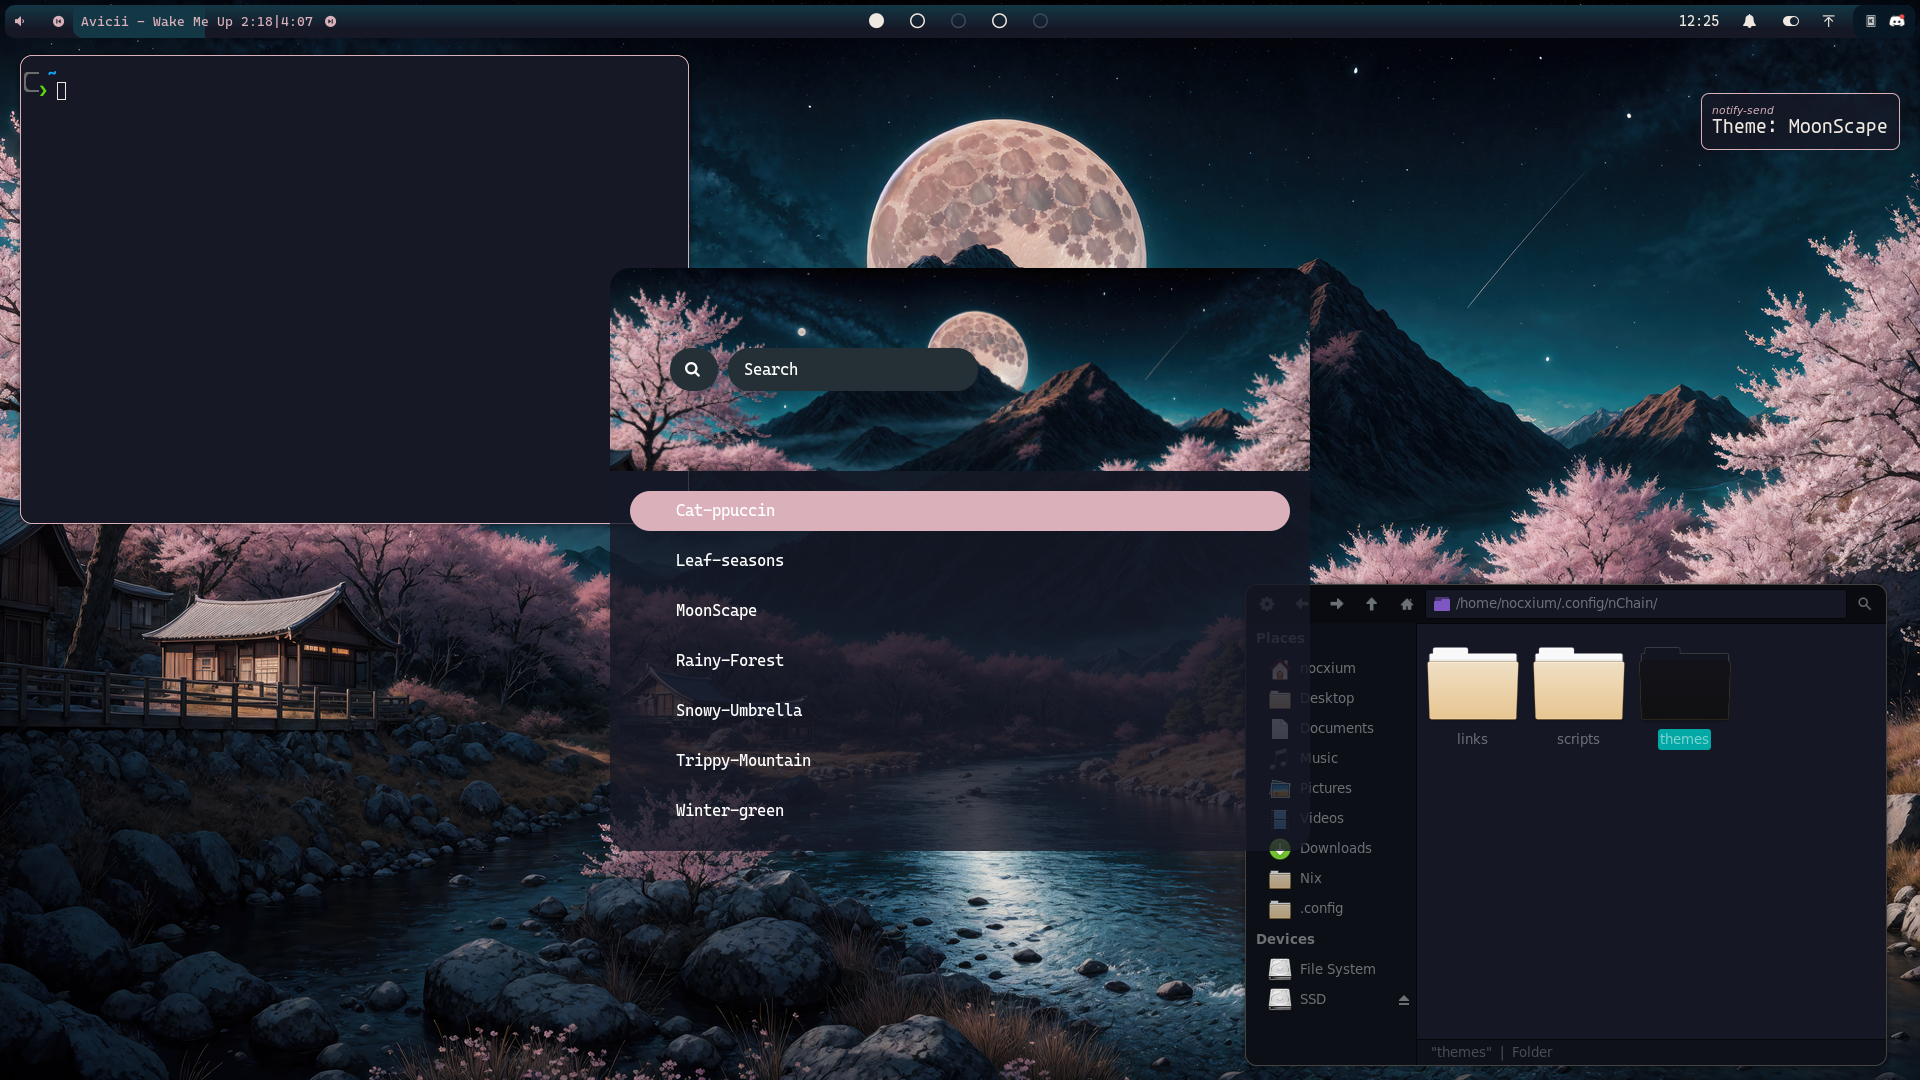 Avicii - Wake Me Up 2:18|4:07
12:25
~
❯
notify-send
Theme: MoonScape
Search
Cat-ppuccin
Leaf-seasons
MoonScape
Rainy-Forest
Snowy-Umbrella
Trippy-Mountain
Winter-green
/home/nocxium/.config/nChain/
Places
nocxium
Desktop
Documents
Music
Pictures
Videos
Downloads
Nix
.config
Devices
File System
SSD
links
scripts
themes
"themes" | Folder